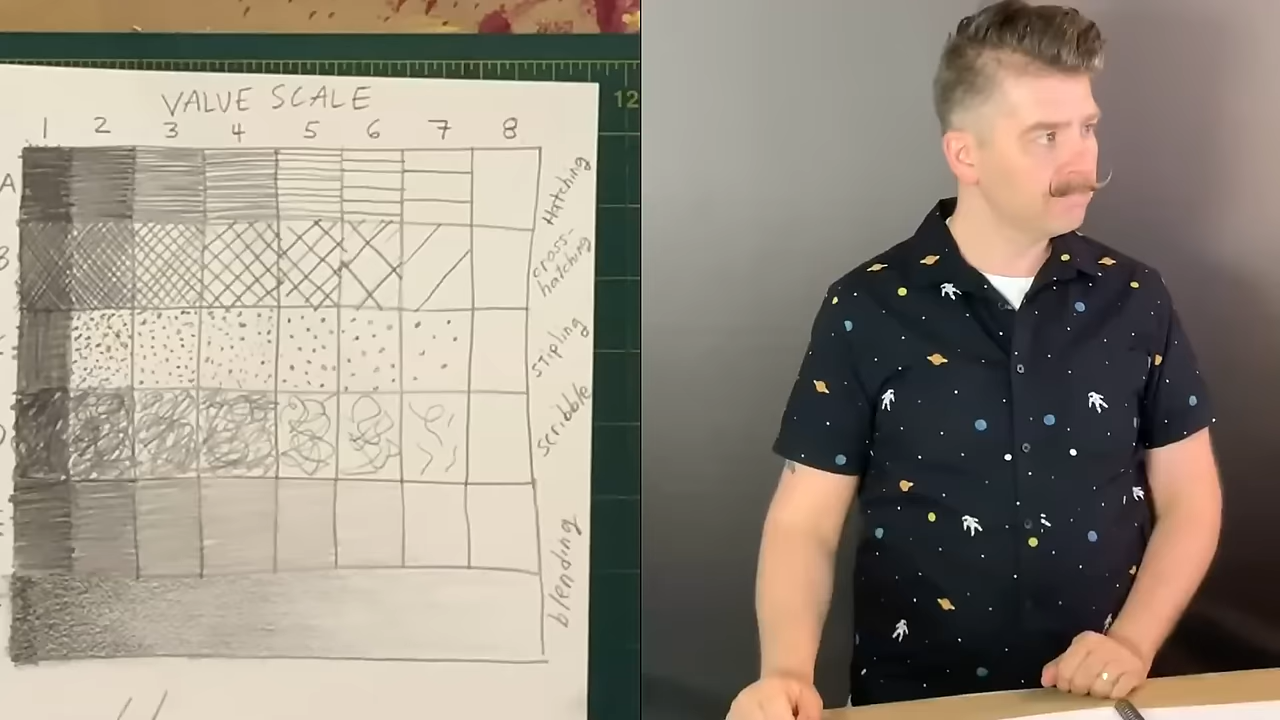 VALUE SCALE
1 2 3 4 5 6 7 8
12
A
Hatching
B
cross-
hatching
stipling
D
scribble
E
blending